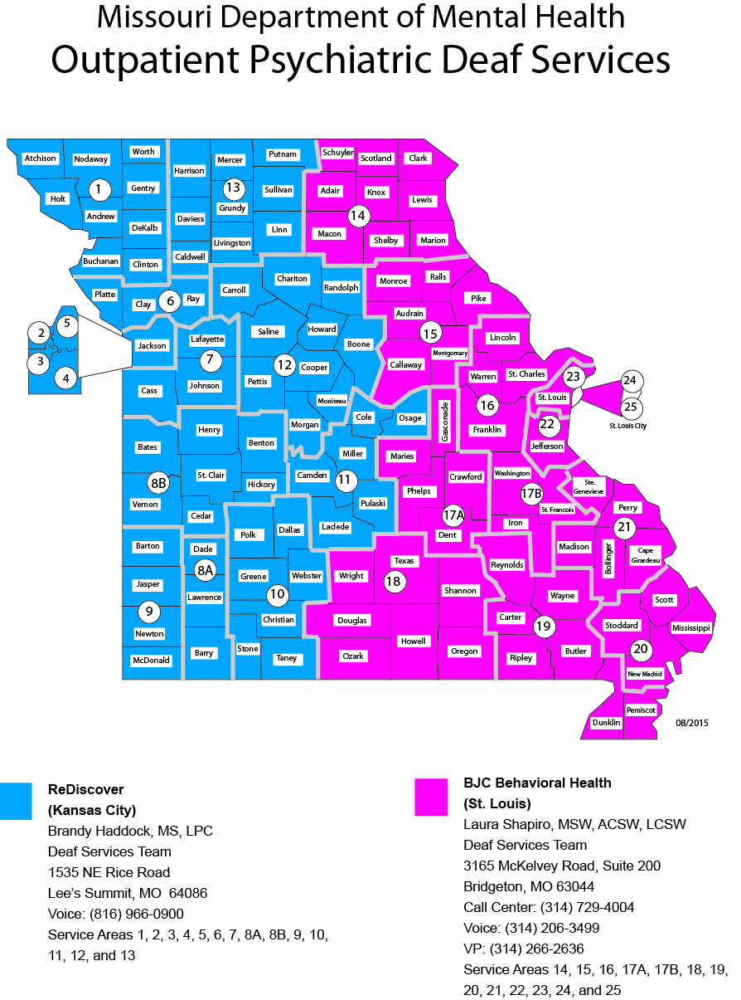 Missouri Department of Mental Health
Outpatient Psychiatric Deaf Services
Atchison
Nodaway
Worth
Harrison
Mercer
Putnam
Schuyler
Scotland
Clark
Holt
1
Gentry
13
Sullivan
Adair
Knox
Lewis
Andrew
Grundy
14
DeKalb
Daviess
Linn
Macon
Shelby
Marion
Buchanan
Clinton
Caldwell
Livingston
Platte
Clay
6
Ray
Carroll
Chariton
Randolph
Monroe
Ralls
Pike
5
2
3
4
Jackson
Lafayette
7
Johnson
Saline
Howard
Boone
Audrain
15
Lincoln
12
Cooper
Callaway
Montgomery
Cass
Pettis
Moniteau
Warren
St. Charles
23
24
25
St. Louis City
St. Louis
16
Franklin
22
Jefferson
Henry
Benton
Morgan
Cole
Osage
Gasconade
Bates
Miller
Maries
St. Clair
Hickory
Camden
11
Phelps
Crawford
Washington
Ste.
Genevieve
8B
Vernon
Pulaski
17A
17B
St. Francois
Perry
Cedar
Polk
Dallas
Laclede
Dent
Iron
21
Barton
Dade
Texas
Reynolds
Madison
Bollinger
Cape
Girardeau
8A
Jasper
Greene
Webster
Wright
18
Shannon
Lawrence
10
Wayne
Scott
9
Christian
Douglas
Carter
19
Stoddard
Mississippi
Newton
McDonald
Barry
Stone
Taney
Ozark
Howell
Oregon
Ripley
Butler
20
New Madrid
Dunklin
Pemiscot
08/2015
ReDiscover
(Kansas City)
Brandy Haddock, MS, LPC
Deaf Services Team
1535 NE Rice Road
Lee's Summit, MO  64086
Voice: (816) 966-0900
Service Areas 1, 2, 3, 4, 5, 6, 7, 8A, 8B, 9, 10,
11, 12, and 13
BJC Behavioral Health
(St. Louis)
Laura Shapiro, MSW, ACSW, LCSW
Deaf Services Team
3165 McKelvey Road, Suite 200
Bridgeton, MO 63044
Call Center: (314) 729-4004
Voice: (314) 206-3499
VP: (314) 266-2636
Service Areas 14, 15, 16, 17A, 17B, 18, 19,
20, 21, 22, 23, 24, and 25